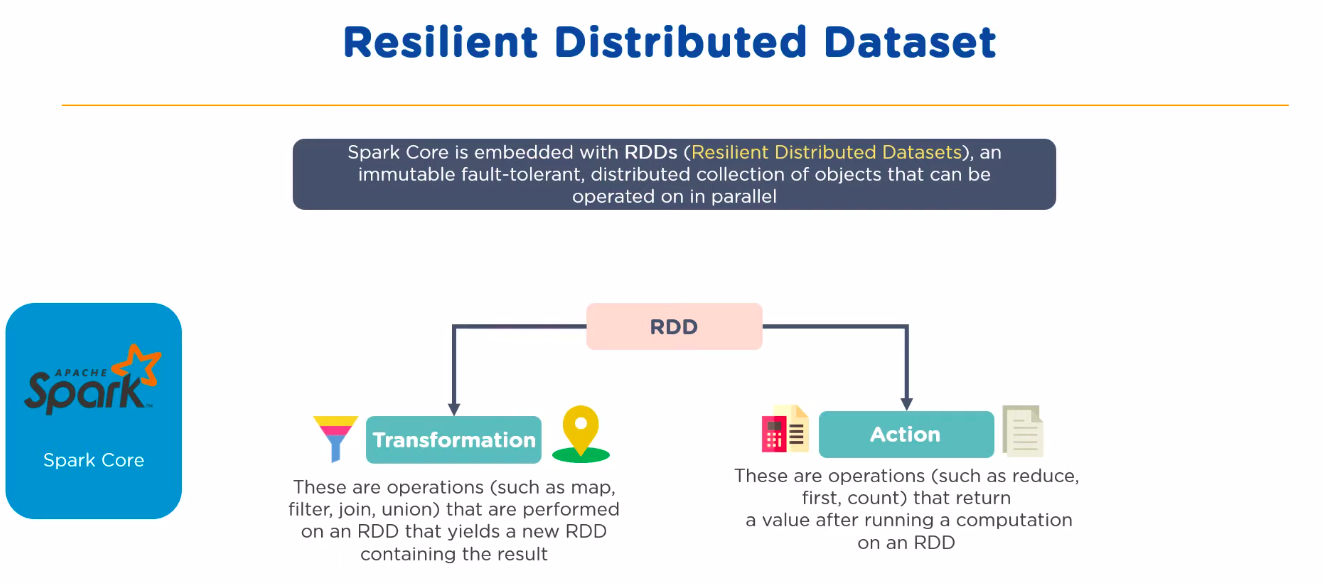 Resilient Distributed Dataset
Spark Core is embedded with RDDs (Resilient Distributed Datasets), an
immutable fault-tolerant, distributed collection of objects that can be
operated on in parallel
RDD
APACHE
Spark
Spark Core
Transformation
These are operations (such as map,
filter, join, union) that are performed
on an RDD that yields a new RDD
containing the result
Action
These are operations (such as reduce,
first, count) that return
a value after running a computation
on an RDD